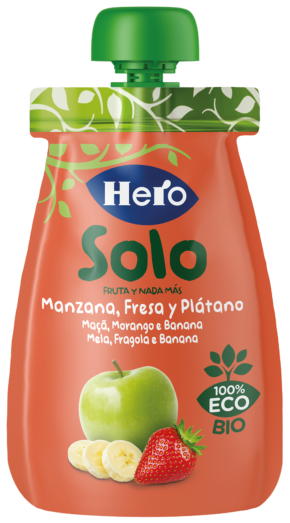 Hero
Solo
FRUTA Y NADA MÁS
Manzana, Fresa y Plátano
Maçã, Morango e Banana
Mela, Fragola e Banana
100%
ECO
BIO